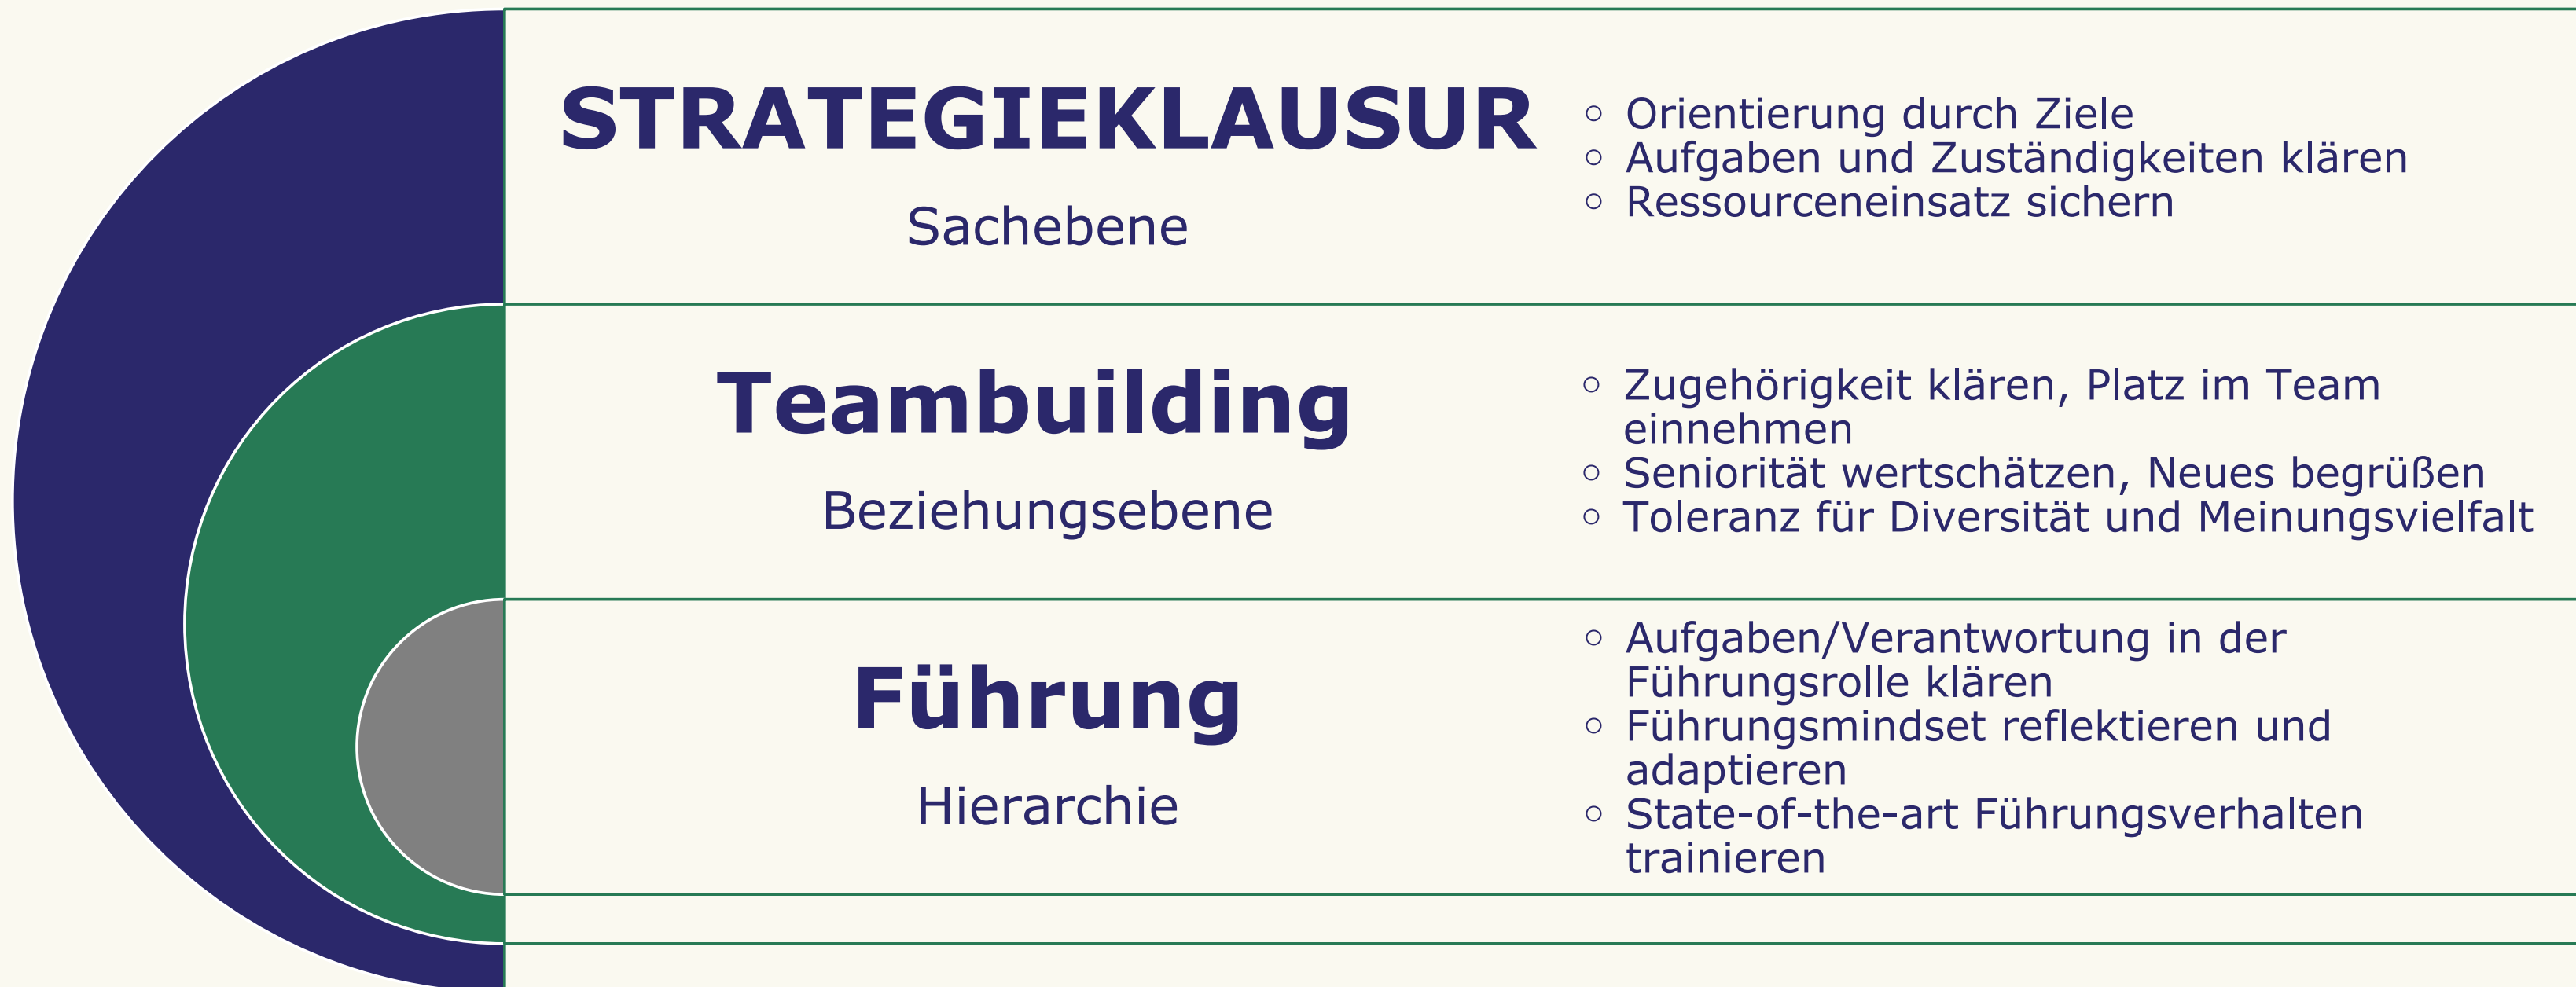 STRATEGIEKLAUSUR
Sachebene
○ Orientierung durch Ziele
○ Aufgaben und Zuständigkeiten klären
○ Ressourceneinsatz sichern
Teambuilding
Beziehungsebene
○ Zugehörigkeit klären, Platz im Team
einnehmen
○ Seniorität wertschätzen, Neues begrüßen
○ Toleranz für Diversität und Meinungsvielfalt
Führung
Hierarchie
○ Aufgaben/Verantwortung in der
Führungsrolle klären
○ Führungsmindset reflektieren und
adaptieren
○ State-of-the-art Führungsverhalten
trainieren